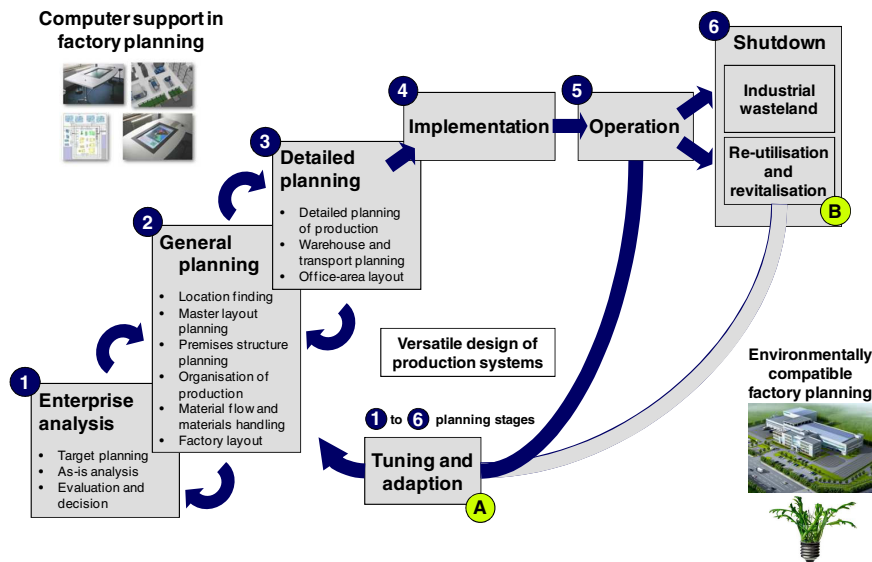 Computer support in
factory planning
1
Enterprise
analysis
• Target planning
• As-is analysis
• Evaluation and
decision
2
General
planning
• Location finding
• Master layout
planning
• Premises structure
planning
• Organisation of
production
• Material flow and
materials handling
• Factory layout
3
Detailed
planning
• Detailed planning
of production
• Warehouse and
transport planning
• Office-area layout
4
Implementation
5
Operation
6
Shutdown
Industrial
wasteland
Re-utilisation
and
revitalisation
B
Versatile design of
production systems
1 to 6 planning stages
Tuning and
adaption
A
Environmentally
compatible
factory planning